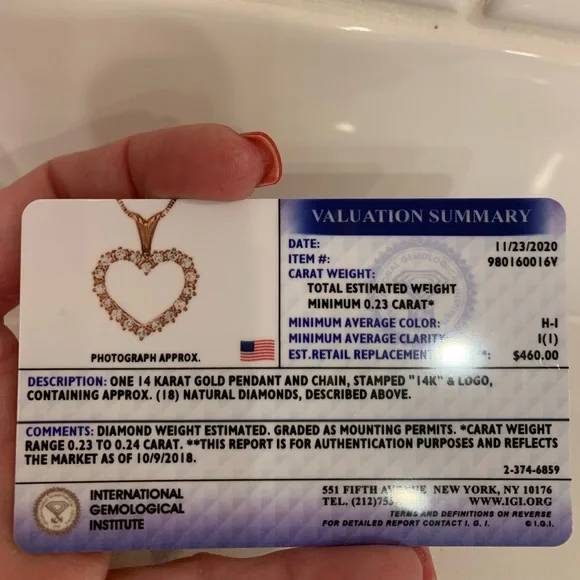 VALUATION SUMMARY
DATE: 11/23/2020
ITEM #: 980160016V
CARAT WEIGHT:
TOTAL ESTIMATED WEIGHT
MINIMUM 0.23 CARAT*
MINIMUM AVERAGE COLOR: H-I
MINIMUM AVERAGE CLARITY I(1)
EST.RETAIL REPLACEMENT *: $460.00
PHOTOGRAPH APPROX.
DESCRIPTION: ONE 14 KARAT GOLD PENDANT AND CHAIN, STAMPED "14K" & LOGO,
CONTAINING APPROX. (18) NATURAL DIAMONDS, DESCRIBED ABOVE.
COMMENTS: DIAMOND WEIGHT ESTIMATED. GRADED AS MOUNTING PERMITS. *CARAT WEIGHT
RANGE 0.23 TO 0.24 CARAT. **THIS REPORT IS FOR AUTHENTICATION PURPOSES AND REFLECTS
THE MARKET AS OF 10/9/2018.
2-374-6859
INTERNATIONAL
GEMOLOGICAL
INSTITUTE
551 FIFTH NEW YORK, NY 10176
TEL. (212)753 WWW.IGI.ORG
TERMS AND DEFINITIONS ON REVERSE
FOR DETAILED REPORT CONTACT I. G. I. © I.G.I.